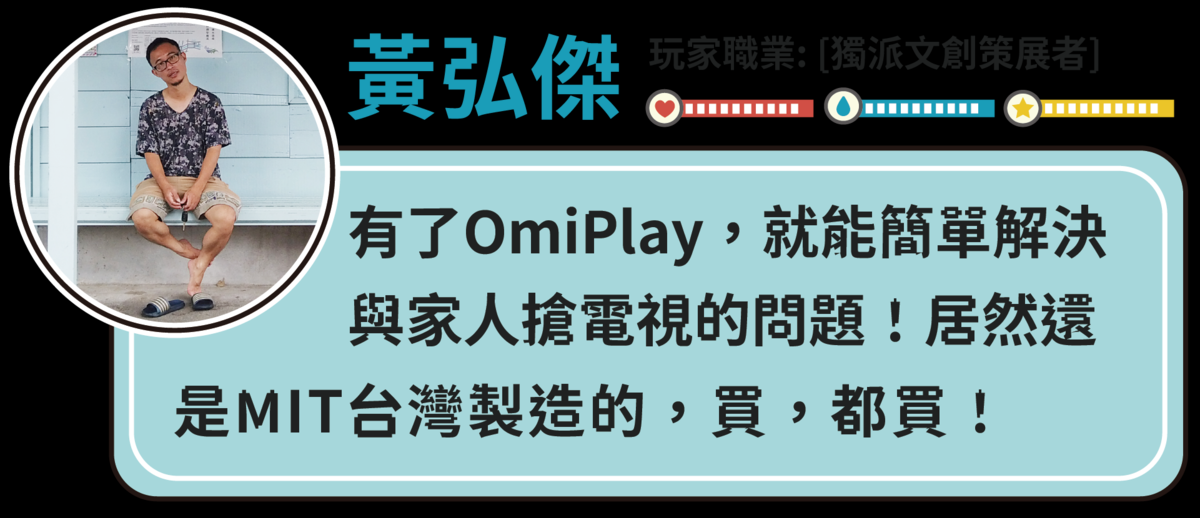 黃弘傑
玩家職業: [獨派文創策展者]
有了OmiPlay，就能簡單解決
與家人搶電視的問題！居然還
是MIT台灣製造的，買，都買！